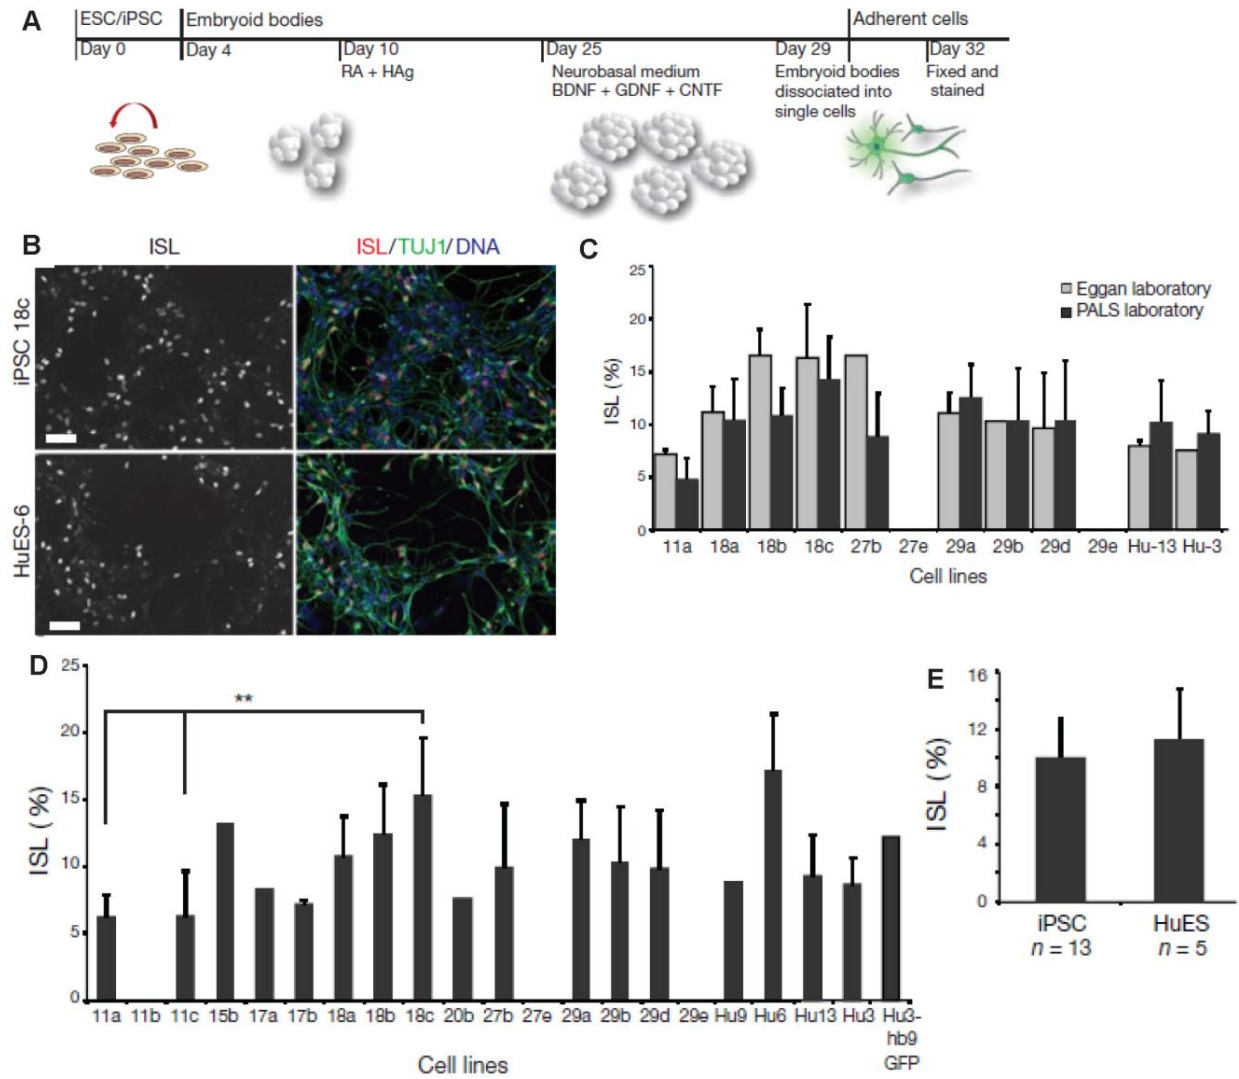 A
ESC/iPSC
Embryoid bodies
Adherent cells
Day 0
Day 4
Day 10
Day 25
Day 29
Day 32
RA + HAg
Neurobasal medium
BDNF + GDNF + CNTF
Embryoid bodies
dissociated into
single cells
Fixed and
stained
B
ISL
ISL/TUJ1/DNA
iPSC 18c
HuES-6
C
25
20
15
10
5
0
ISL (%)
Eggan laboratory
PALS laboratory
11a 18a 18b 18c 27b 27e 29a 29b 29d 29e Hu-13 Hu-3
Cell lines
D
25
20
15
10
5
0
ISL (%)
**
11a 11b 11c 15b 17a 17b 18a 18b 18c 20b 27b 27e 29a 29b 29d 29e Hu9 Hu6 Hu13 Hu3 Hu3-
hb9
GFP
Cell lines
E
16
12
8
4
0
ISL (%)
iPSC HuES
n = 13 n = 5